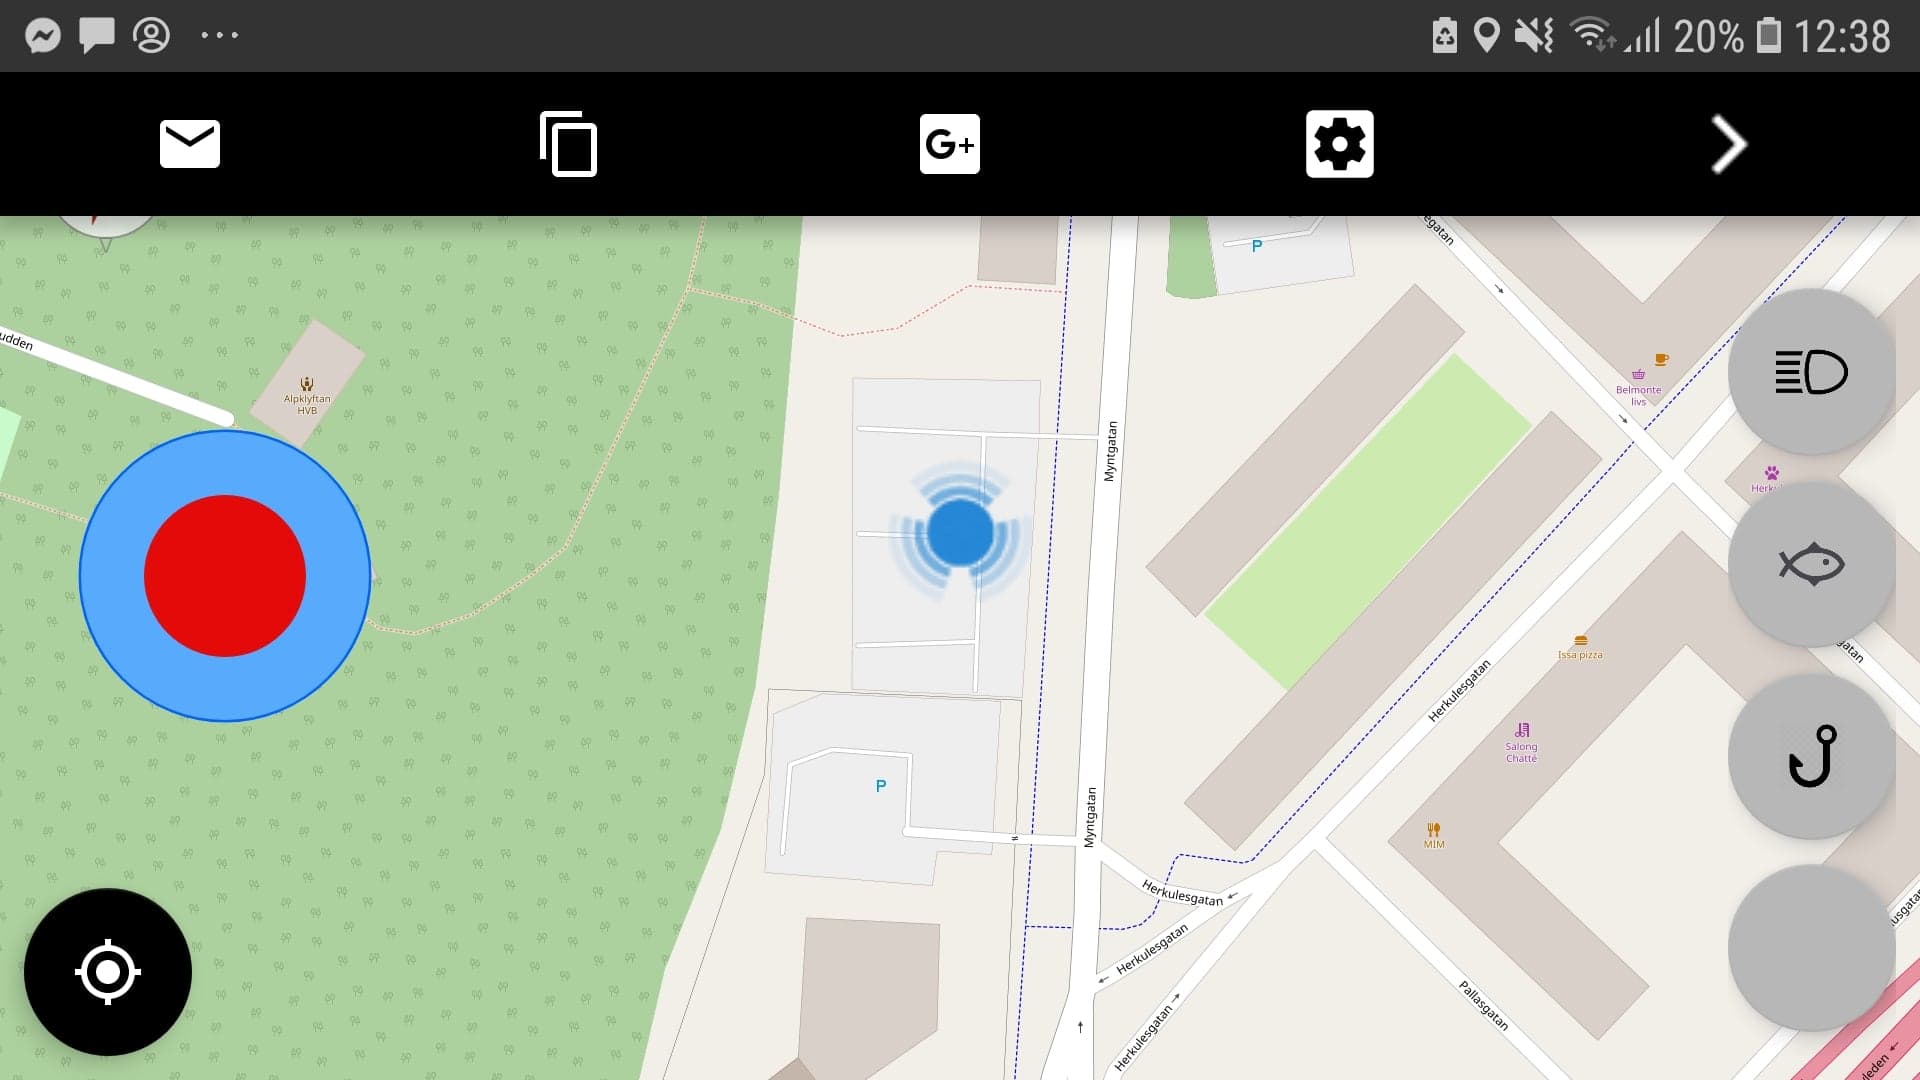 20% 12:38
G+
egatan
P
udden
Alpklyftan
HVB
Belmonte
livs
Myntgatan
Herku
gatan
Issa pizza
Herkulesgatan
Salong
Chatté
P
Myntgatan
MIM
Herkulesgatan
Herkulesgatan
usgatan
Pallasgatan
Herkulesgatan
leden